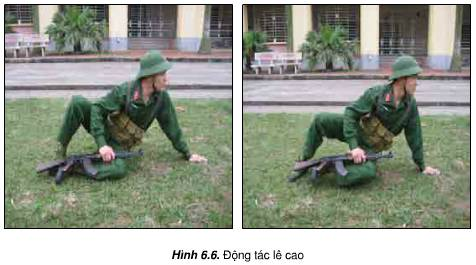 Hình 6.6. Động tác lê cao